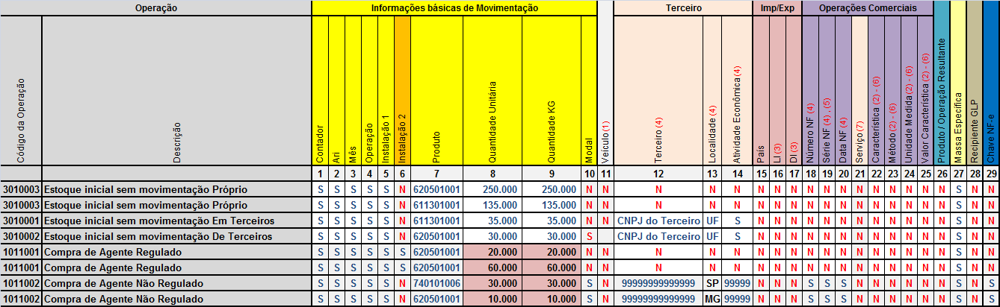 Operação Informações básicas de Movimentação Terceiro Imp/Exp Operações Comerciais
Código da Operação Descrição Contador Ari Mês Operação Instalação 1 Instalação 2 Produto Quantidade Unitária Quantidade KG Modal Veículo (1) Terceiro (4) Localidade (4) Atividade Econômica (4) País LI (3) DI (3) Número NF (4) Série NF (4) , (5) Data NF (4) Serviço (7) Característica (2) - (6) Método (2) - (6) Unidade Medida (2) - (6) Valor Característica (2) - (6) Produto / Operação Resultante Massa Específica Recipiente GLP Chave NF-e
1 2 3 4 5 6 7 8 9 10 11 12 13 14 15 16 17 18 19 20 21 22 23 24 25 26 27 28 29
3010003 Estoque inicial sem movimentação Próprio S S S S S N 620501001 250.000 250.000 N N N N N N N N N N N N N N N N N S N N
3010003 Estoque inicial sem movimentação Próprio S S S S S N 611301001 135.000 135.000 N N N N N N N N N N N N N N N N N S N N
3010001 Estoque inicial sem movimentação Em Terceiros S S S S S N 611301001 35.000 35.000 N N CNPJ do Terceiro UF S N N N N N N N N N N N N S N N
3010002 Estoque inicial sem movimentação De Terceiros S S S S S N 620501001 30.000 30.000 S CNPJ do Terceiro UF S N N N N N N N N N N N N S N N
1011001 Compra de Agente Regulado S S S S S S 620501001 20.000 20.000 N N N N N N N N N N N N N N N N N S N N
1011001 Compra de Agente Regulado S S S S S S 620501001 60.000 60.000 N N N N N N N N N N N N N N N N N S N N
1011002 Compra de Agente Não Regulado S S S S S N 740101006 30.000 30.000 S N 99999999999999 SP 99999 N N N S S S N N N N N N S N S
1011002 Compra de Agente Não Regulado S S S S S N 620501001 10.000 10.000 S N 99999999999999 MG 99999 N N N S S S N N N N N N S N S